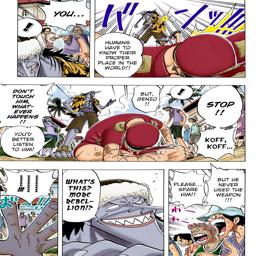 YOU...
HUMANS
HAVE TO
KNOW THEIR
PROPER
PLACE IN THE
WORLD!!
DON'T
TOUCH
HIM,
WHAT-
EVER
HAPPENS
!!
YOU'D
BETTER
LISTEN
TO HIM!
BUT,
GENZO
!!
STOP
!!
KOFF,
KOFF...
!!
WHAT'S
THIS?
MORE
REBEL-
LION!?
PLEASE...
SPARE
HIM!!
BUT HE
NEVER
USED THE
WEAPON
!!!